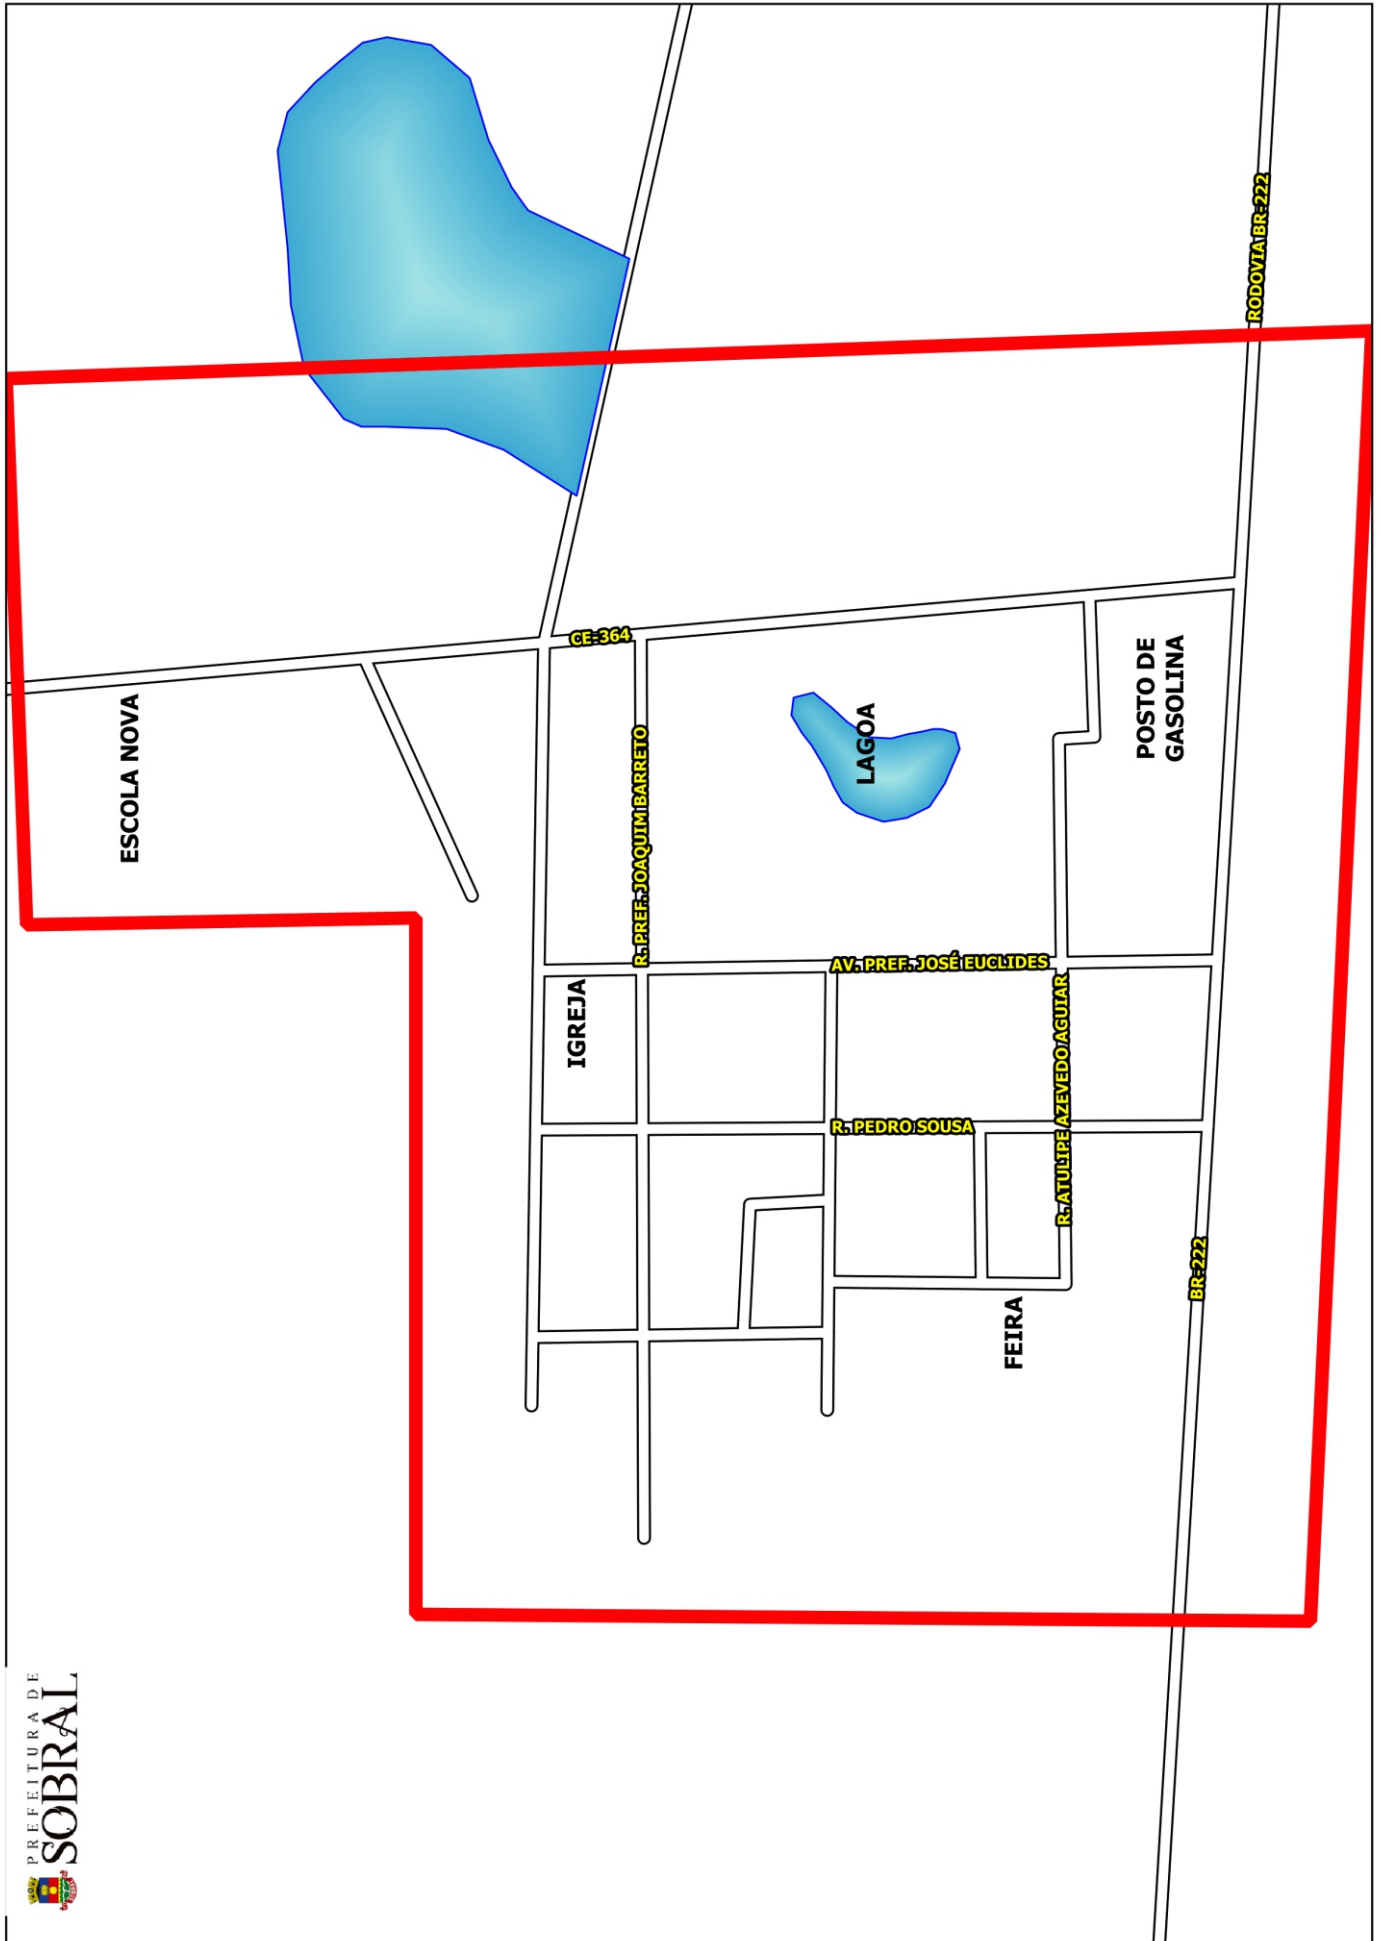 RODOVIA BR-222
CE-364
ESCOLA NOVA
R. PREF. JOAQUIM BARRETO
LAGOA
POSTO DE
GASOLINA
AV. PREF. JOSÉ EUCLIDES
IGREJA
R. ATULIPE AZEVEDO AGUIAR
R. PEDRO SOUSA
BR-222
FEIRA
PREFEITURA DE
SOBRAL